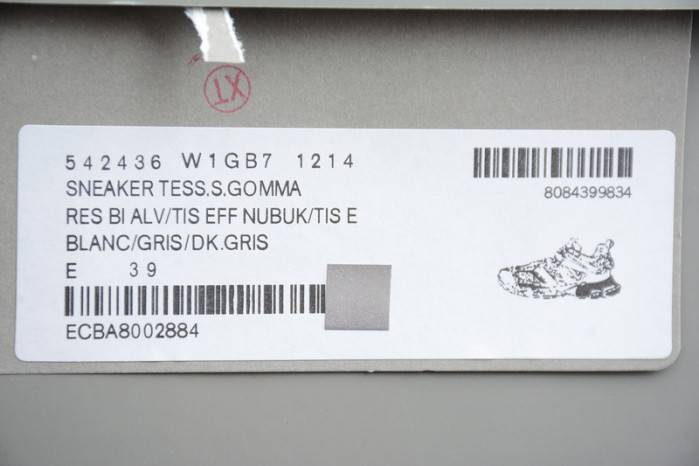 XT
542436 W1GB7 1214
8084399834
SNEAKER TESS.S.GOMMA
RES BI ALV/TIS EFF NUBUK/TIS E
BLANC/GRIS/DK.GRIS
E 39
ECBA8002884